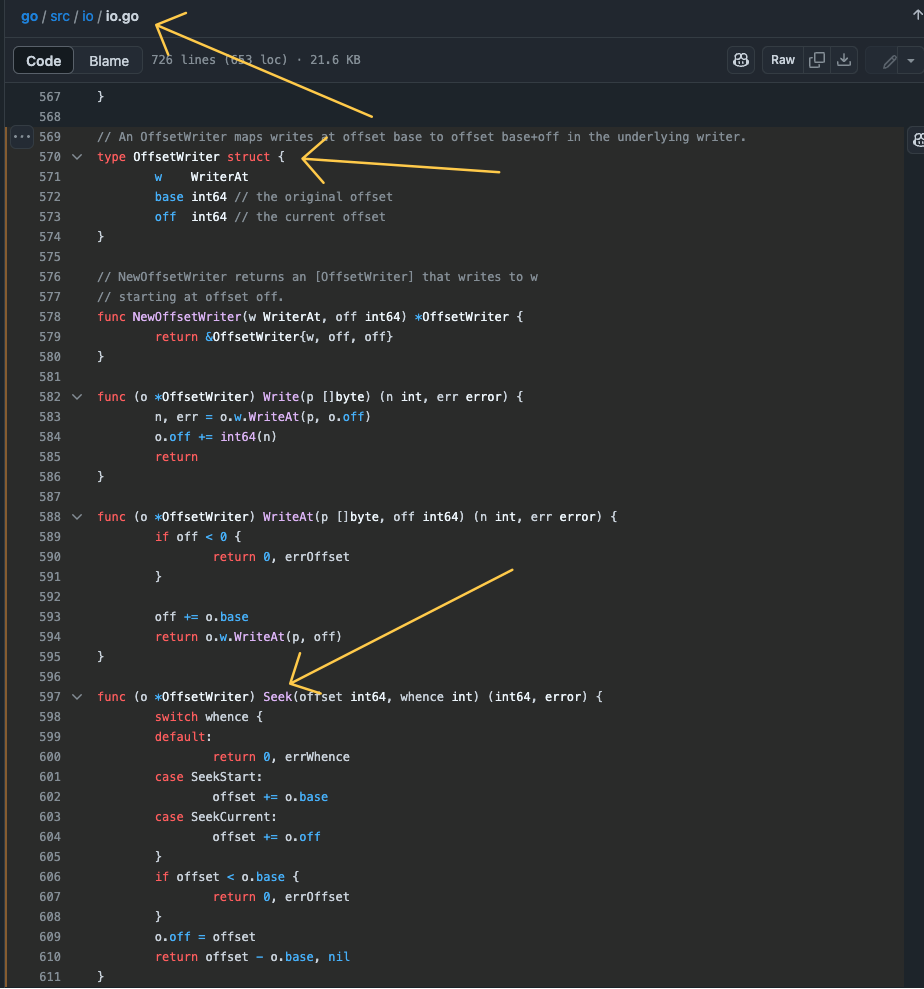 go / src / io / io.go
Code Blame 726 lines (653 loc) · 21.6 KB Raw
567 }
568
569 // An OffsetWriter maps writes at offset base to offset base+off in the underlying writer.
570 type OffsetWriter struct {
571 w    WriterAt
572 base int64 // the original offset
573 off  int64 // the current offset
574 }
575
576 // NewOffsetWriter returns an [OffsetWriter] that writes to w
577 // starting at offset off.
578 func NewOffsetWriter(w WriterAt, off int64) *OffsetWriter {
579 return &OffsetWriter{w, off, off}
580 }
581
582 func (o *OffsetWriter) Write(p []byte) (n int, err error) {
583 n, err = o.w.WriteAt(p, o.off)
584 o.off += int64(n)
585 return
586 }
587
588 func (o *OffsetWriter) WriteAt(p []byte, off int64) (n int, err error) {
589 if off < 0 {
590 return 0, errOffset
591 }
592
593 off += o.base
594 return o.w.WriteAt(p, off)
595 }
596
597 func (o *OffsetWriter) Seek(offset int64, whence int) (int64, error) {
598 switch whence {
599 default:
600 return 0, errWhence
601 case SeekStart:
602 offset += o.base
603 case SeekCurrent:
604 offset += o.off
605 }
606 if offset < o.base {
607 return 0, errOffset
608 }
609 o.off = offset
610 return offset - o.base, nil
611 }